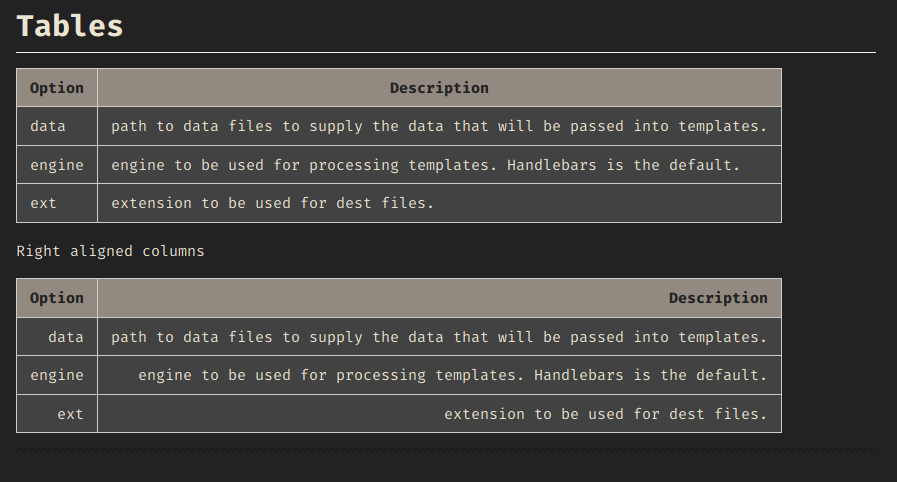 Tables
Option Description
data path to data files to supply the data that will be passed into templates.
engine engine to be used for processing templates. Handlebars is the default.
ext extension to be used for dest files.
Right aligned columns
Option Description
data path to data files to supply the data that will be passed into templates.
engine engine to be used for processing templates. Handlebars is the default.
ext extension to be used for dest files.